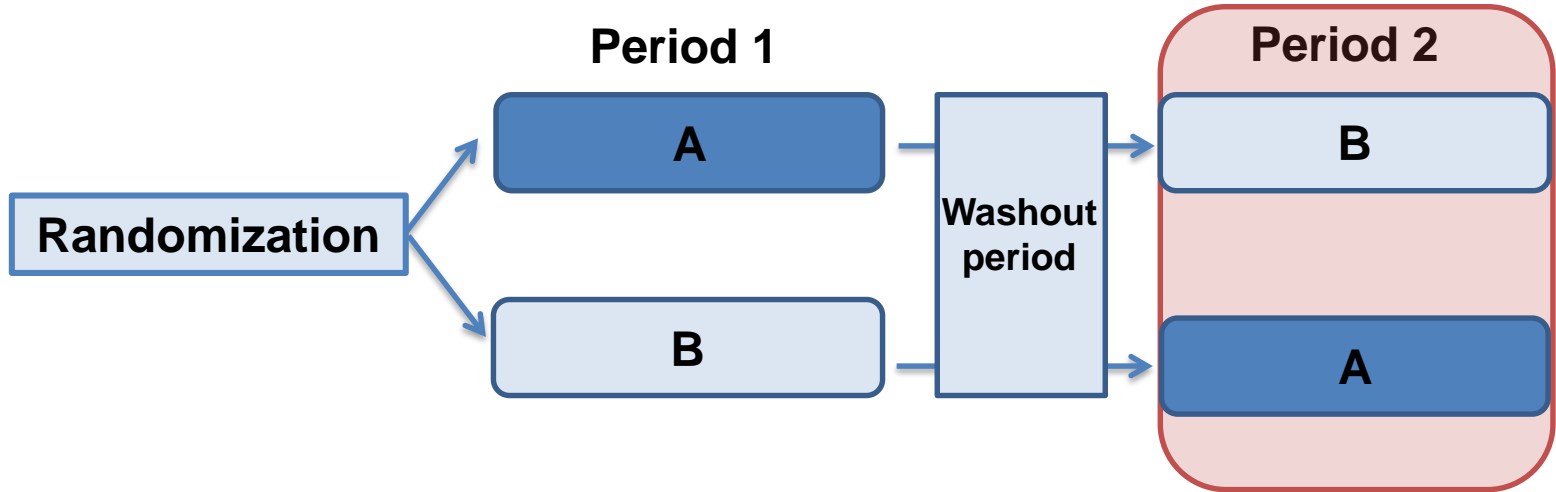 Period 1
Period 2
A
B
Randomization
Washout
period
B
A